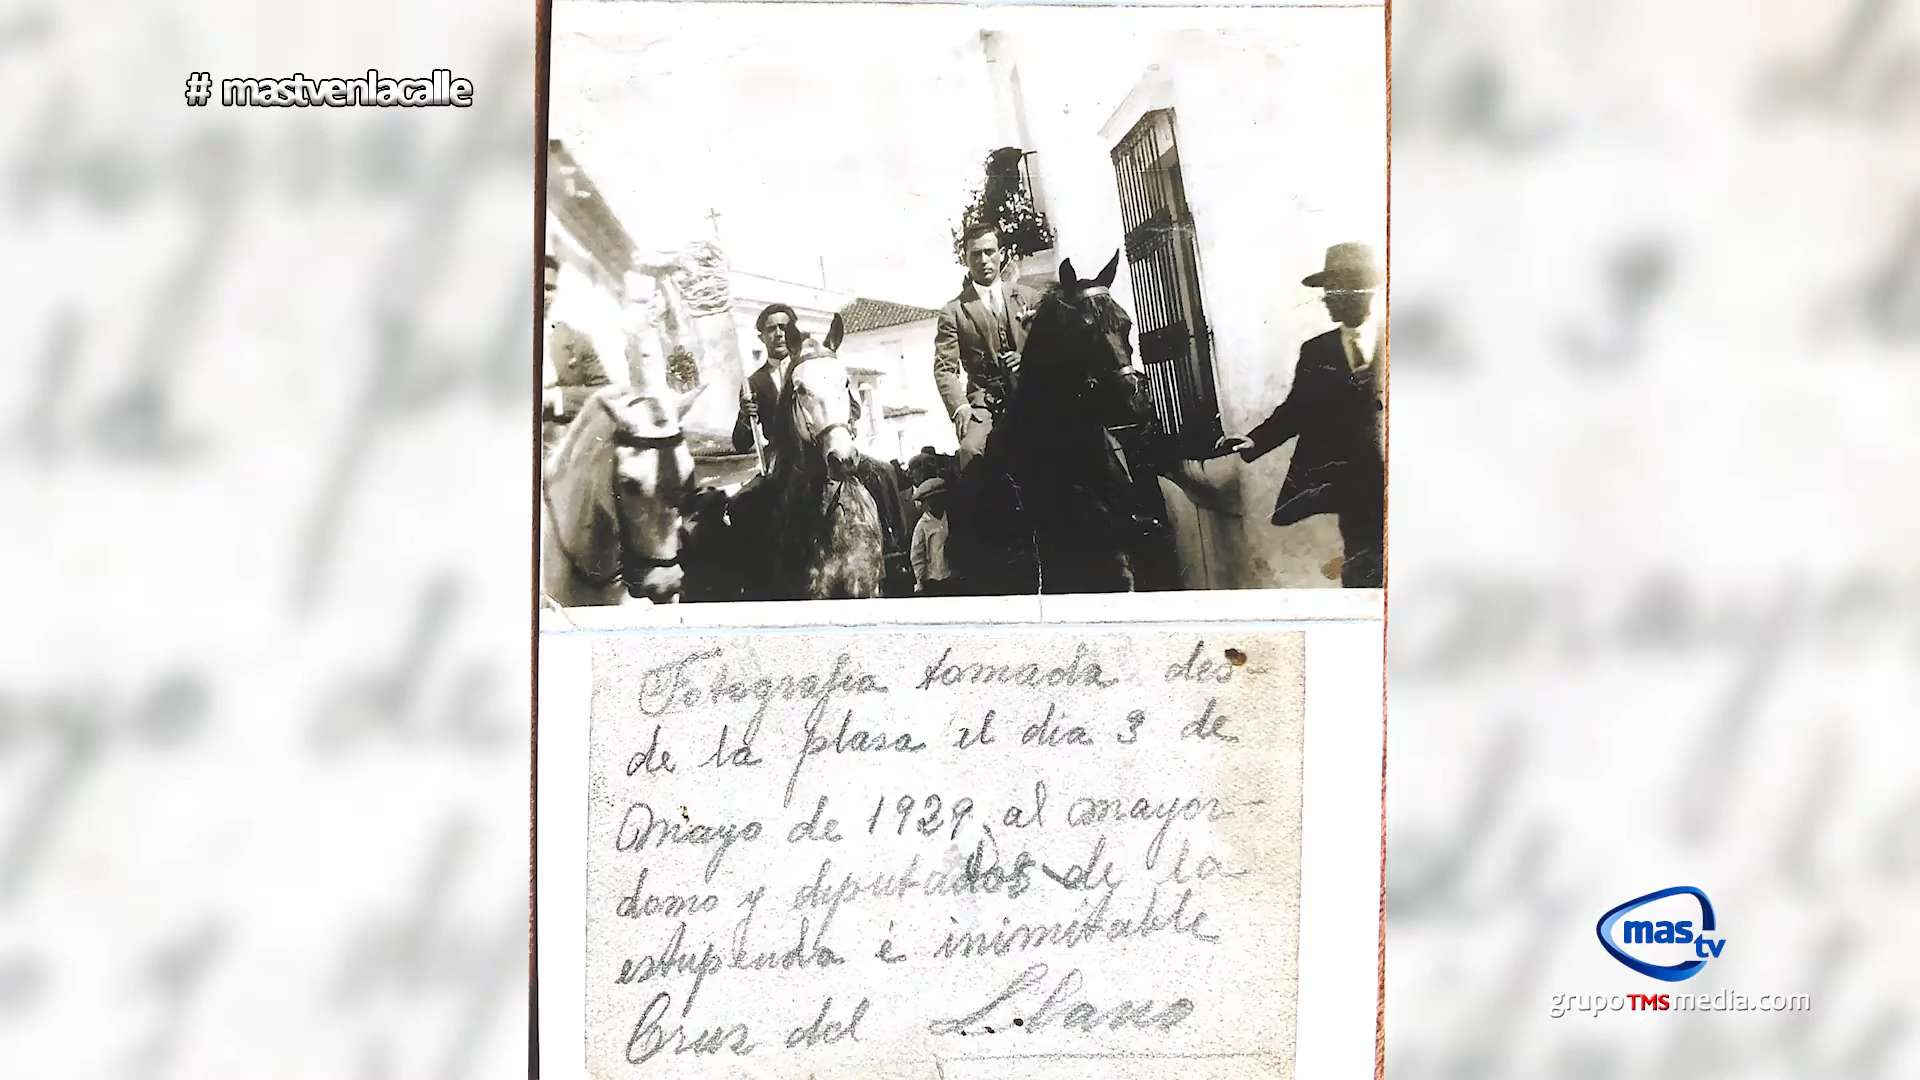 # mastvenlacalle
Fotografia tomada des-
de la plasa el dia 3 de
Mayo de 1929 al mayor-
domo y diputados de la
estupenda é inimitable
Cruz del Llano
mas tv
grupoTMSmedia.com